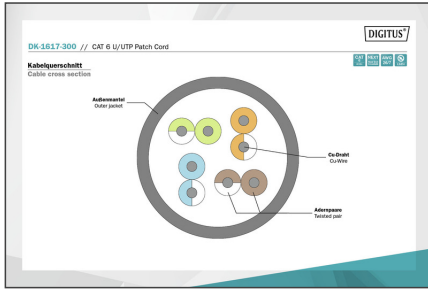 DIGITUS®
DK-1617-300 // CAT 6 U/UTP Patch Cord
Kabelquerschnitt
Cable cross section
Außenmantel
Outer jacket
Cu-Draht
Cu-Wire
Adernpaare
Twisted pair